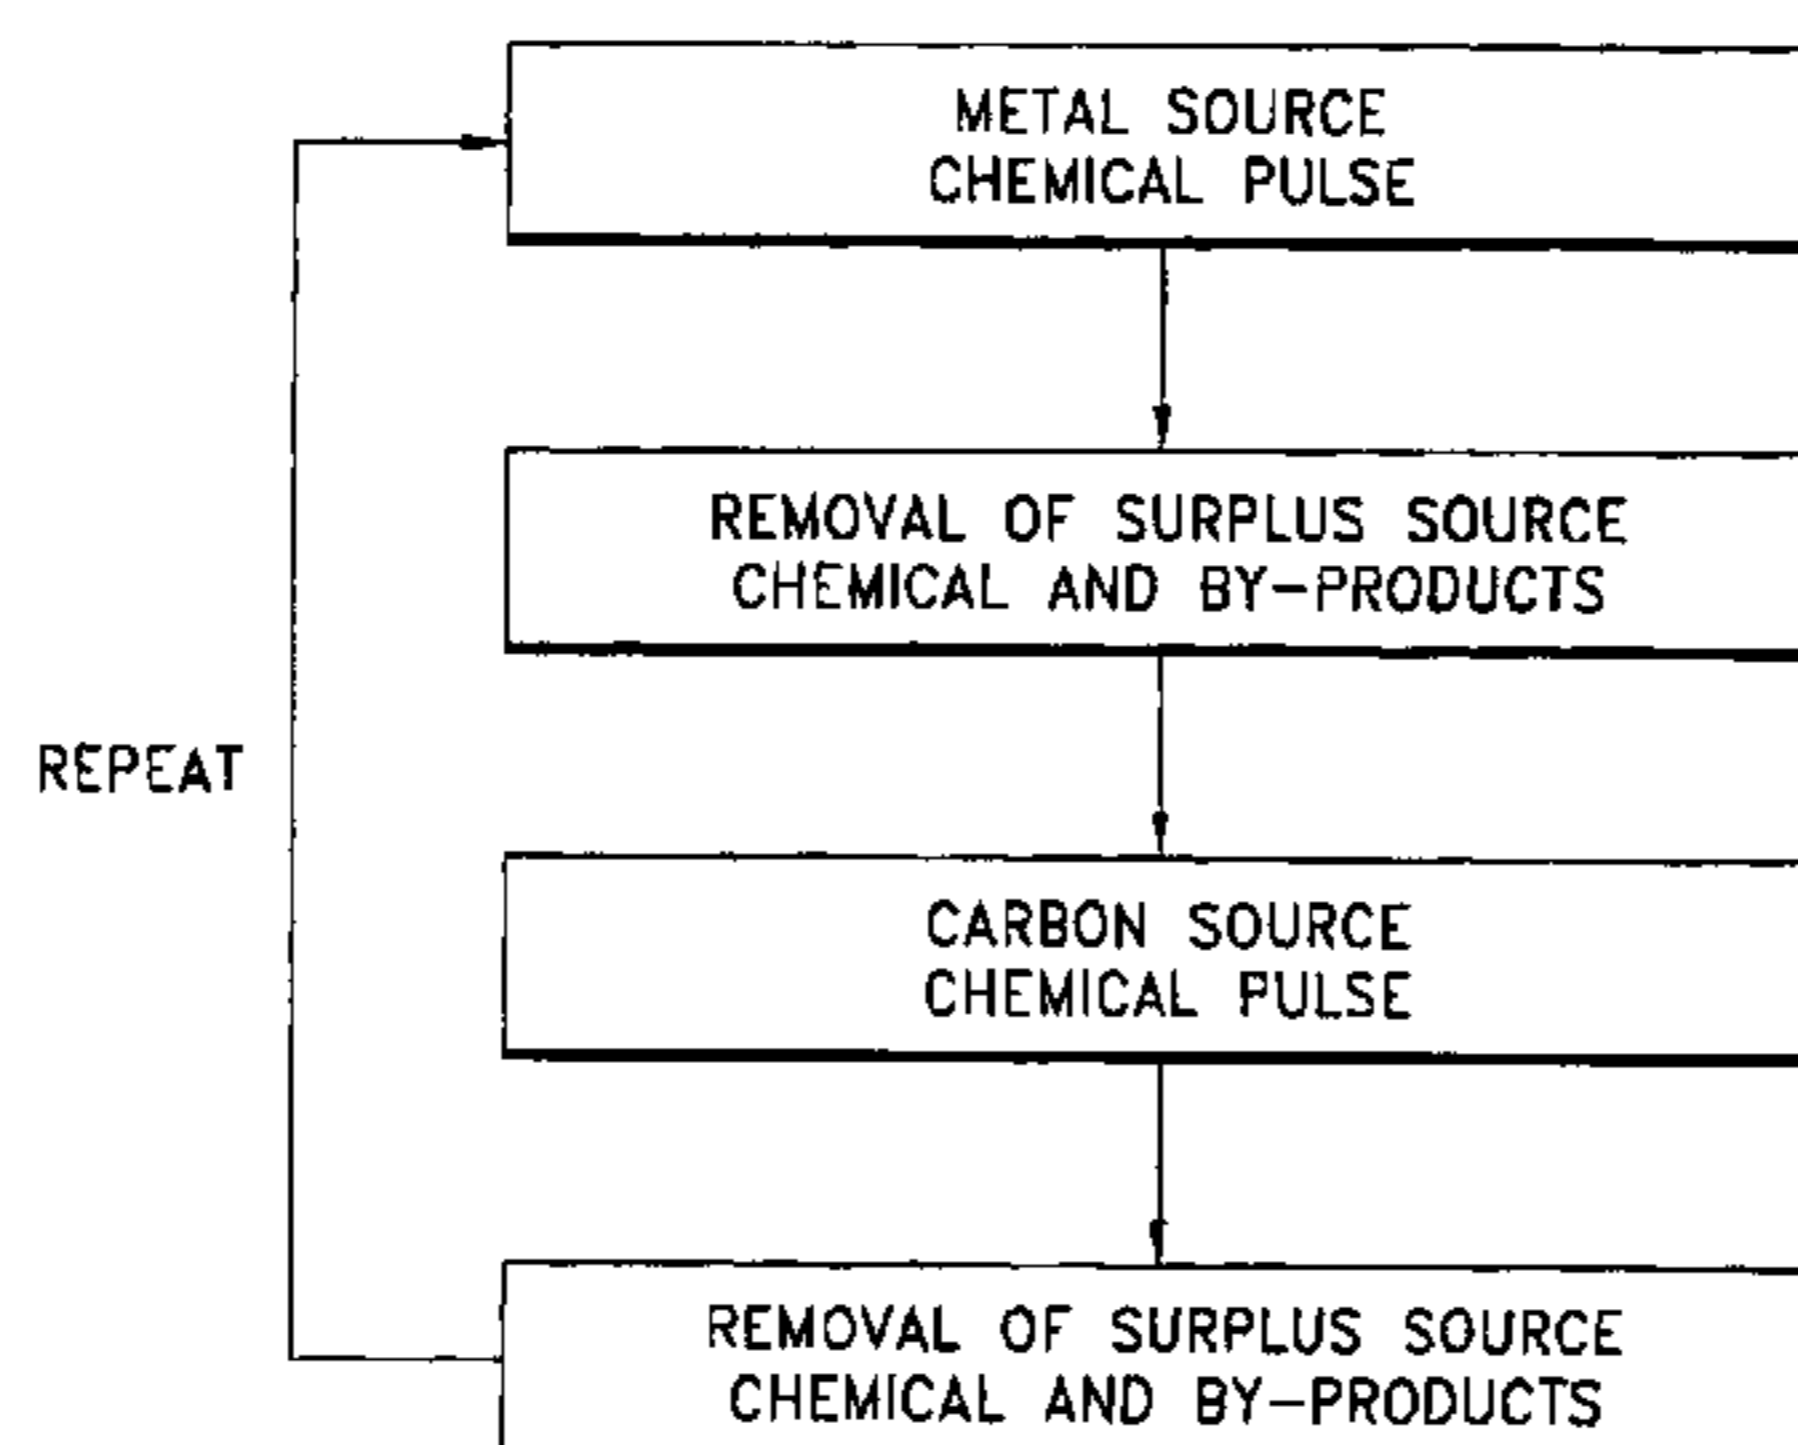 METAL SOURCE
CHEMICAL PULSE
REMOVAL OF SURPLUS SOURCE
CHEMICAL AND BY-PRODUCTS
REPEAT
CARBON SOURCE
CHEMICAL PULSE
REMOVAL OF SURPLUS SOURCE
CHEMICAL AND BY-PRODUCTS